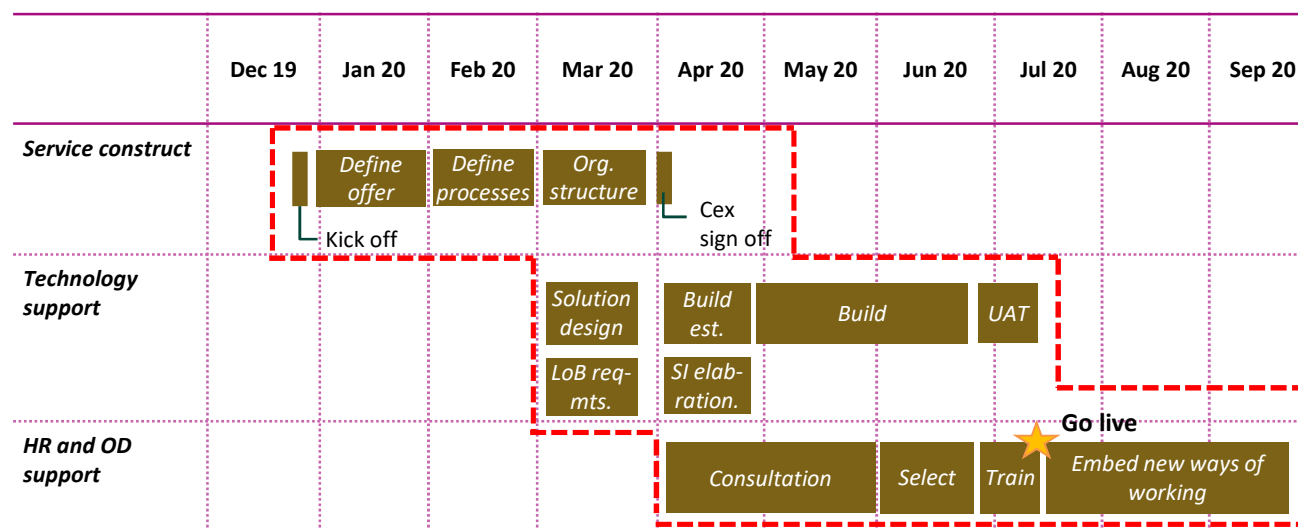 Dec 19 Jan 20 Feb 20 Mar 20 Apr 20 May 20 Jun 20 Jul 20 Aug 20 Sep 20
Service construct
Define
offer
Define
processes
Org.
structure
Kick off
Cex
sign off
Technology
support
Solution
design
Build
est.
Build
UAT
LoB req-
mts.
SI elab-
ration.
HR and OD
support
Go live
Consultation
Select
Train
Embed new ways of
working